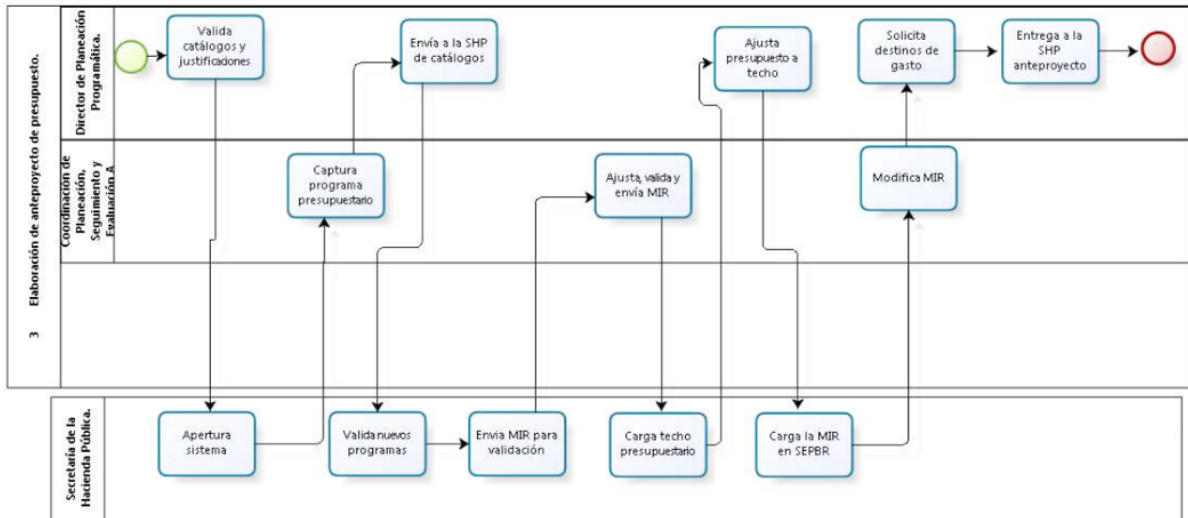 3 Elaboración de anteproyecto de presupuesto.
Director de Planeación
Programática.
Valida
catálogos y
justificadores
Envía a la SHP
de catálogos
Ajusta
presupuesto a
techo
Solicita
destinos de
gasto
Entrega a la
SHP
anteproyecto
Coordinación de
Planeación,
Seguimiento y
Evaluación A
Captura
programa
presupuestario
Ajusta, valida y
envía MIR
Modifica MIR
Secretaría de la
Hacienda Pública.
Apertura
sistema
Valida nuevos
programas
Envia MIR para
validación
Carga techo
presupuestario
Carga la MIR
en SEPBR